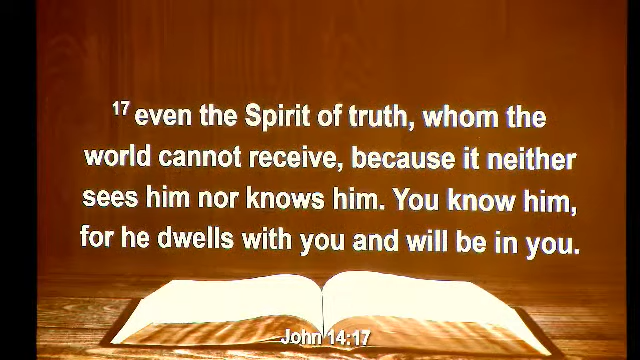 17 even the Spirit of truth, whom the
world cannot receive, because it neither
sees him nor knows him. You know him,
for he dwells with you and will be in you.
John 14:17